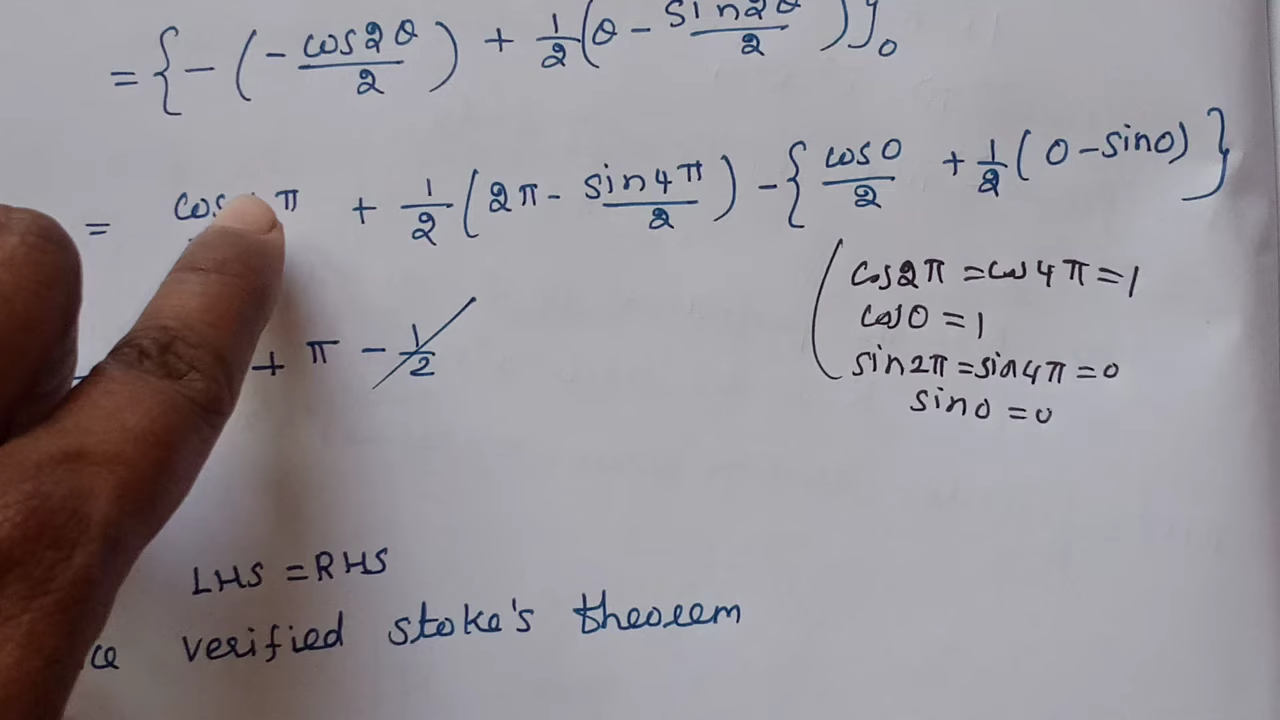 = { - ( - cos2θ / 2 ) + 1/2 ( θ - sin2θ / 2 ) } 0
= cos π + 1/2 ( 2π - sin4π / 2 ) - { cos0 / 2 + 1/2 ( 0 - sin0 ) }
( cos2π = cos4π = 1
cos0 = 1
+ π - 1/2
sin2π = sin4π = 0
sin0 = 0
LHS = RHS
verified stoke's theorem